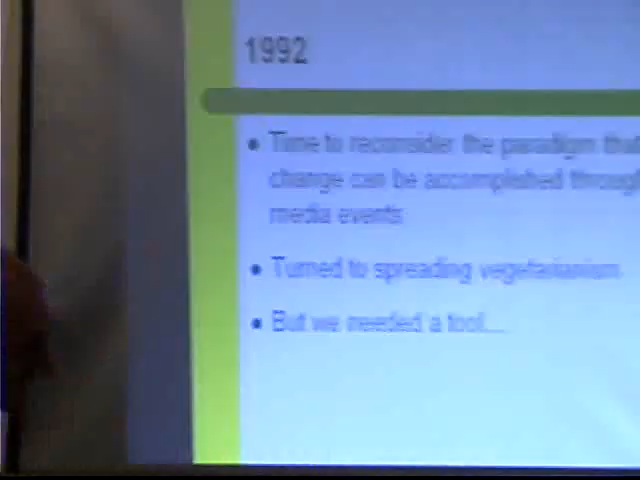 1992
• Time to reconsider the paradigm that
change can be accomplished through
media events
• Turned to spreading vegetarianism
• But we needed a tool...